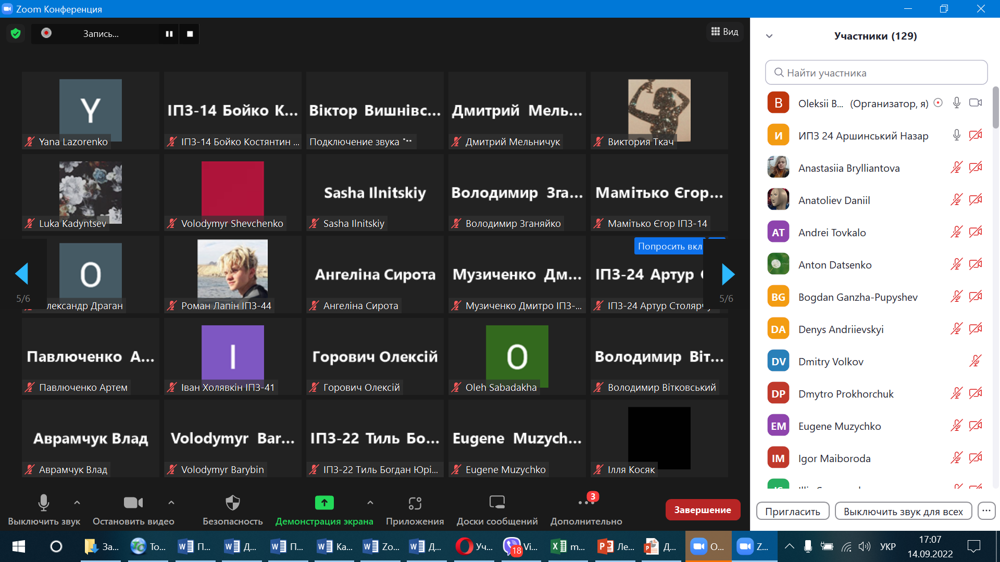 Zoom Конференция
Запись...
Вид
Y
Yana Lazorenko
ІПЗ-14 Бойко К...
ІПЗ-14 Бойко Костянтин ...
Віктор Вишнівс...
Подключение звука
Дмитрий Мель...
Дмитрий Мельничук
Виктория Ткач
Luka Kadyntsev
Volodymyr Shevchenko
Sasha Ilnitskiy
Sasha Ilnitskiy
Володимир Зга...
Володимир Зганяйко
Мамітько Єгор...
Мамітько Єгор ІПЗ-14
O
лександр Драган
Роман Лапін ІПЗ-44
Ангеліна Сирота
Ангеліна Сирота
Музиченко Дм...
Музиченко Дмитро ІПЗ-...
Попросить вкл
ІПЗ-24 Артур
ІПЗ-24 Артур Столярчу
5/6
5/6
Павлюченко А...
Павлюченко Артем
І
Іван Холявкін ІПЗ-41
Горович Олексій
Горович Олексій
O
Oleh Sabadakha
Володимир Віт...
Володимир Вітковський
Аврамчук Влад
Аврамчук Влад
Volodymyr Bar...
Volodymyr Barybin
ІПЗ-22 Тиль Бо...
ІПЗ-22 Тиль Богдан Юрі...
Eugene Muzych...
Eugene Muzychko
Ілля Косяк
Выключить звук
Остановить видео
Безопасность
Демонстрация экрана
Приложения
Доски сообщений
3
Дополнительно
Завершение
Участники (129)
Найти участника
B Oleksii B... (Организатор, я)
И ИПЗ 24 Аршинський Назар
Anastasiia Brylliantova
Anatoliev Daniil
AT Andrei Tovkalo
Anton Datsenko
BG Bogdan Ganzha-Pupyshev
DA Denys Andriievskyi
DV Dmitry Volkov
DP Dmytro Prokhorchuk
EM Eugene Muzychko
IM Igor Maiboroda
Пригласить
Выключить звук для всех
...
За...
To...
П...
Д...
П...
Ка...
Zo...
Д...
Уч...
18
Vi...
m...
Ле...
Д...
O...
Z...
УКР
17:07
14.09.2022